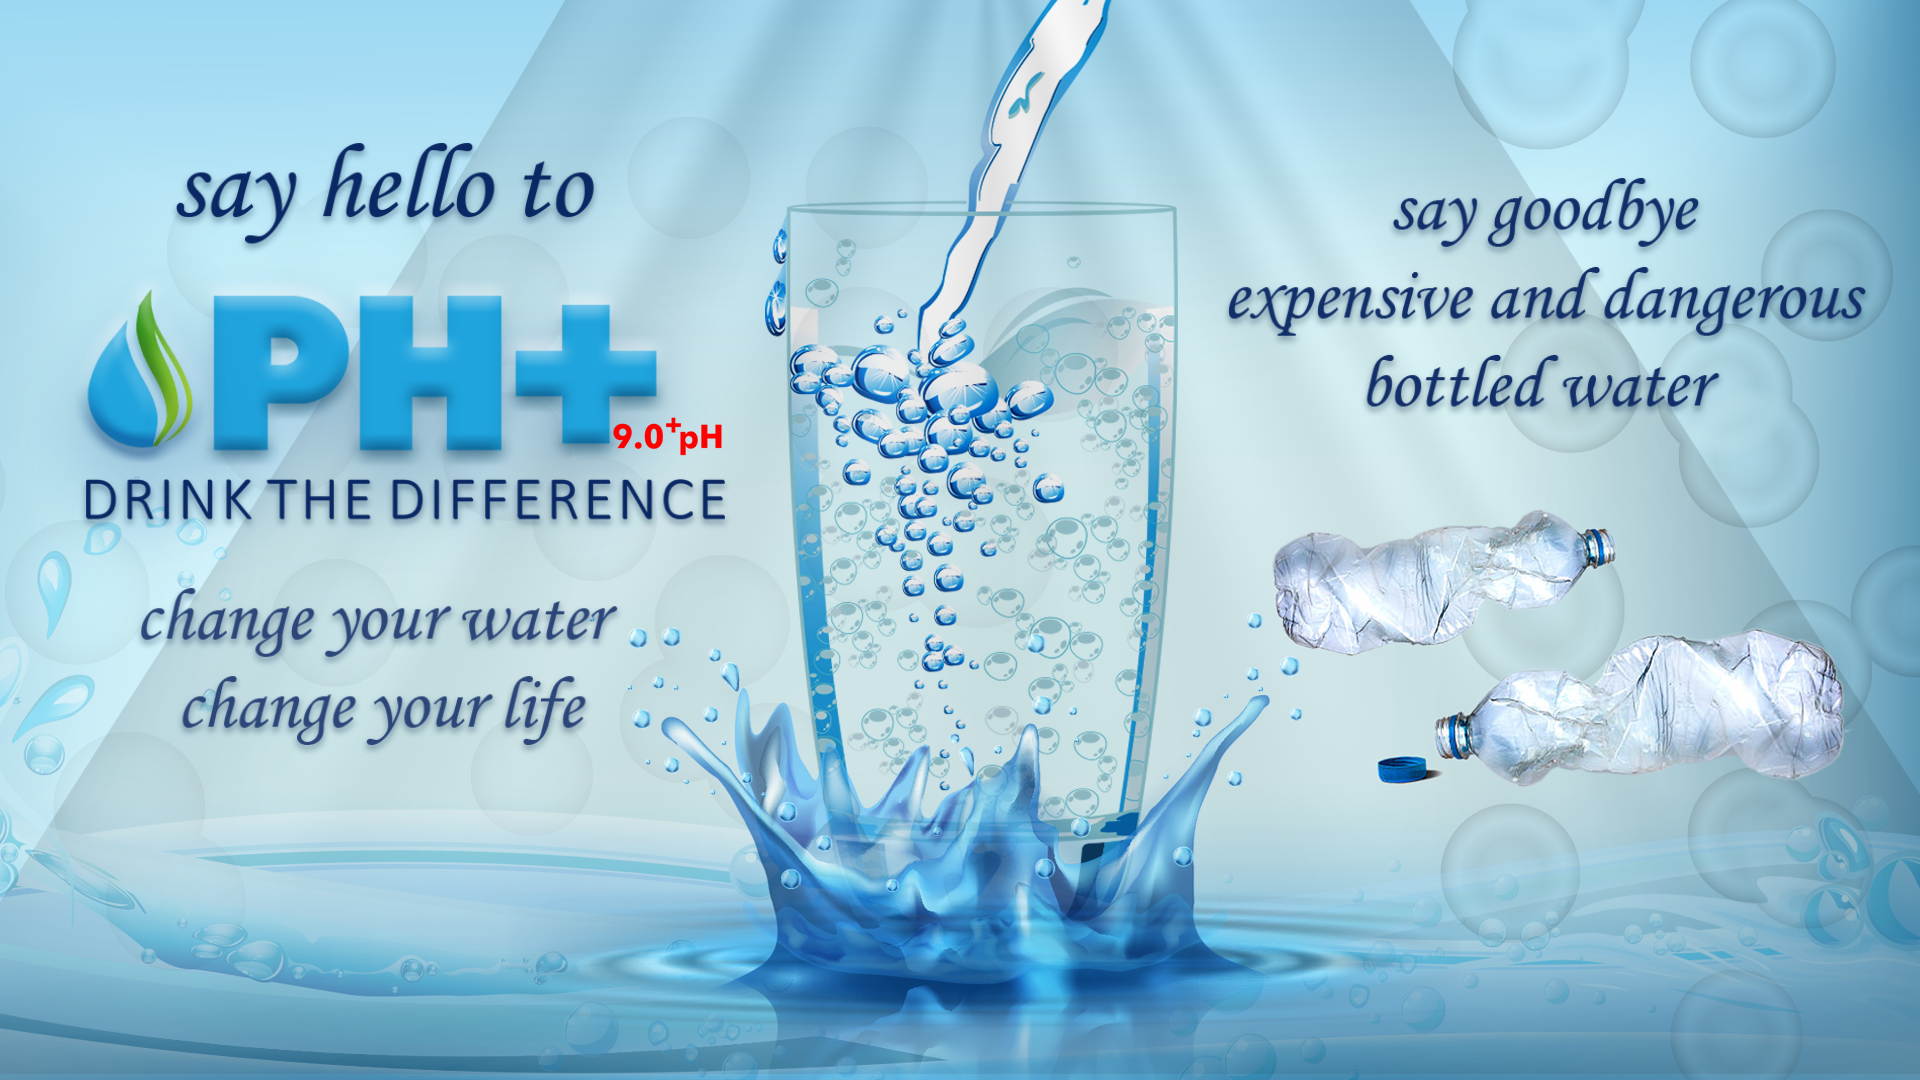 say hello to
PH+
9.0+pH
DRINK THE DIFFERENCE
change your water
change your life
say goodbye
expensive and dangerous
bottled water